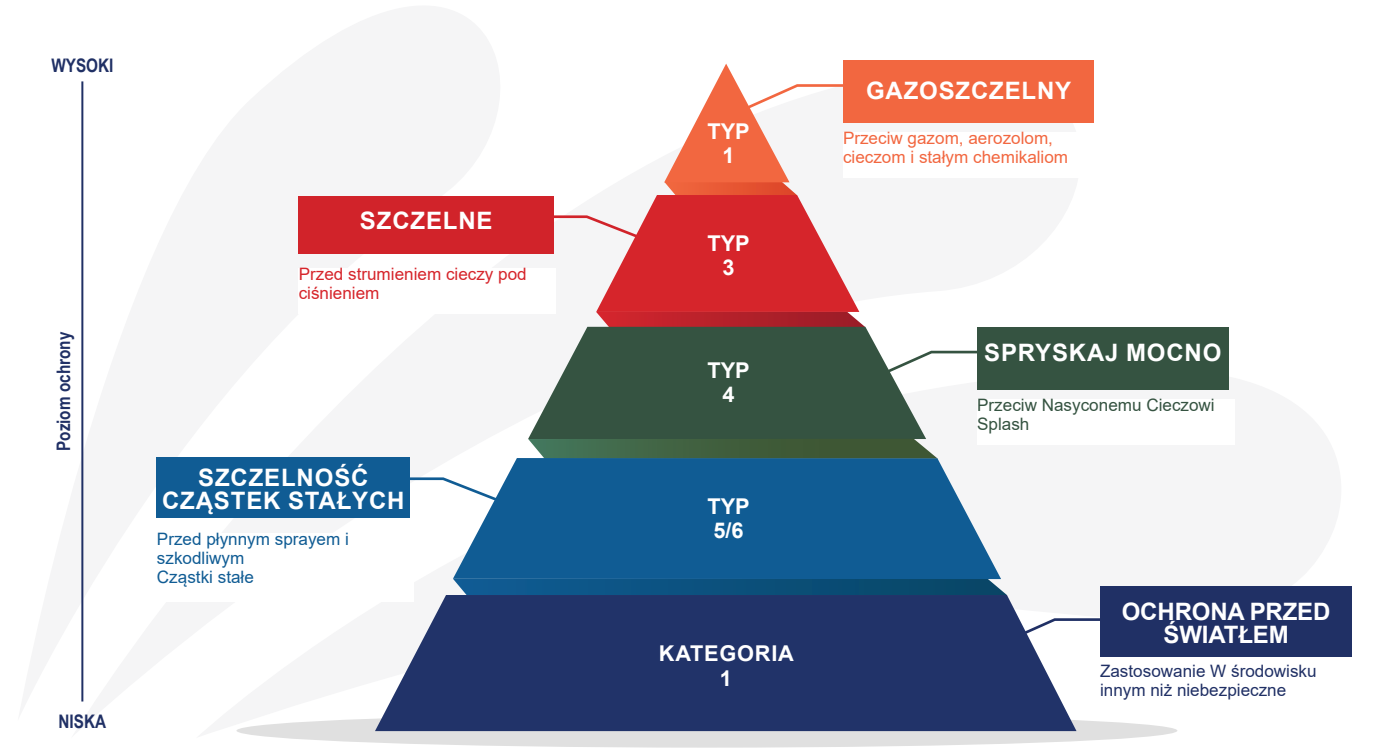 WYSOKI
GAZOSZCZELNY
TYP
1
Przeciw gazom, aerozolom,
cieczom i stałym chemikaliom
SZCZELNE
TYP
3
Przed strumieniem cieczy pod
ciśnieniem
Poziom ochrony
SPRYSKAJ MOCNO
TYP
4
Przeciw Nasyconemu Cieczowi
Splash
SZCZELNOŚĆ
CZĄSTEK STAŁYCH
TYP
5/6
Przed płynnym sprayem i
szkodliwym
Cząstki stałe
OCHRONA PRZED
ŚWIATŁEM
KATEGORIA
1
Zastosowanie W środowisku
innym niż niebezpieczne
NISKA